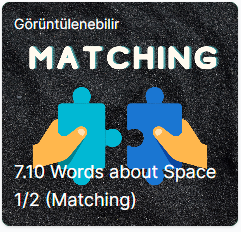 Görüntülenebilir
MATCHING
7.10 Words about Space
1/2 (Matching)